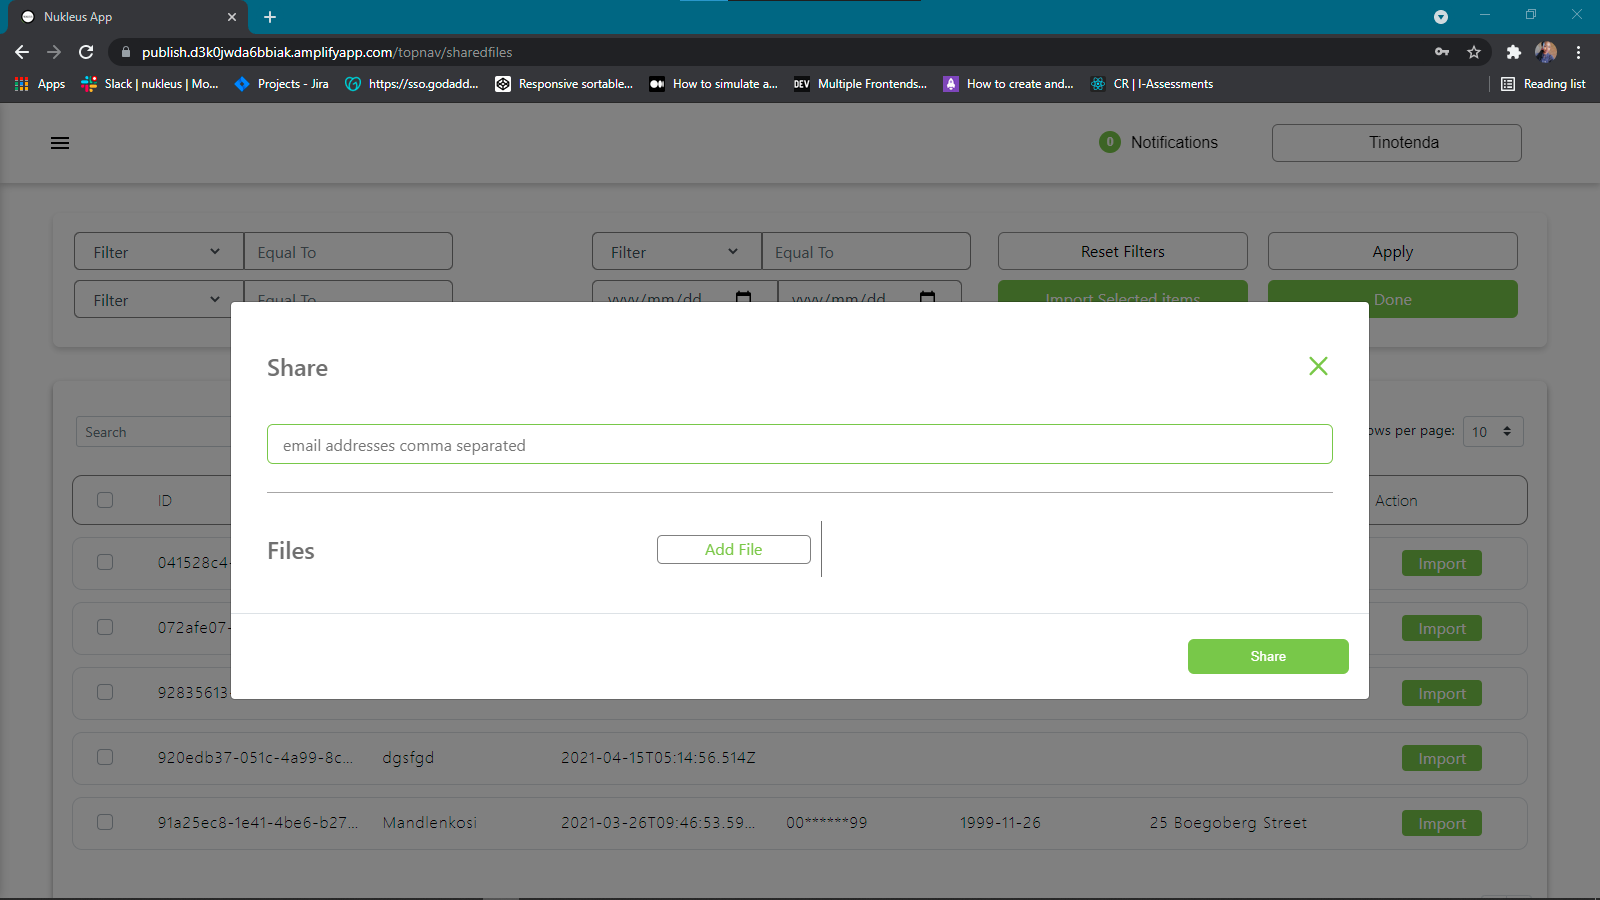 Nukleus App
publish.d3k0jwda6bbiak.amplifyapp.com/topnav/sharedfiles
Apps
Slack | nukleus | Mo...
Projects - Jira
https://sso.godadd...
Responsive sortable...
How to simulate a...
DEV
Multiple Frontends...
How to create and...
CR | I-Assessments
Reading list
0 Notifications
Tinotenda
Filter
Equal To
Filter
Equal To
Reset Filters
Apply
Filter
Equal To
yyyy/mm/dd
yyyy/mm/dd
Import Selected items
Done
Share
Search
email addresses comma separated
ows per page:
10
ID
Action
Files
Add File
041528c4-
Import
072afe07-
Import
Share
92835613-
Import
920edb37-051c-4a99-8c...
dgsfgd
2021-04-15T05:14:56.514Z
Import
91a25ec8-1e41-4be6-b27...
Mandlenkosi
2021-03-26T09:46:53.59...
00******99
1999-11-26
25 Boegoberg Street
Import